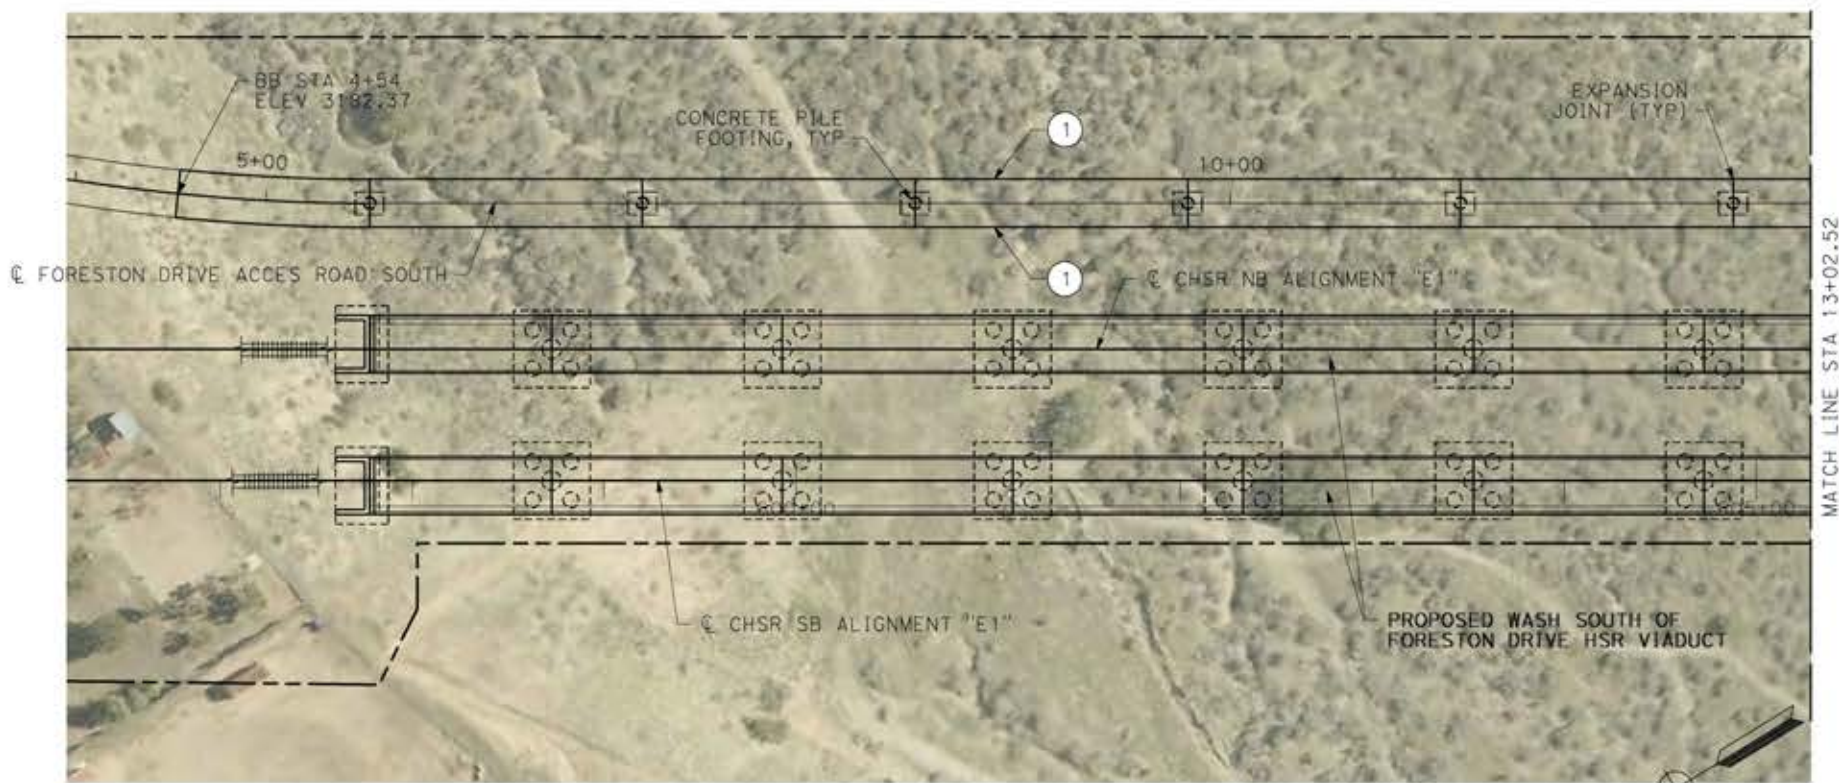 BB STA 4+54
ELEV 3182.37
5+00
CONCRETE PILE
FOOTING, TYP
1
10+00
EXPANSION
JOINT (TYP)
℄ FORESTON DRIVE ACCES ROAD SOUTH
1
℄ CHSR NB ALIGNMENT "E1"
MATCH LINE STA 13+02.52
℄ CHSR SB ALIGNMENT "E1"
PROPOSED WASH SOUTH OF
FORESTON DRIVE HSR VIADUCT